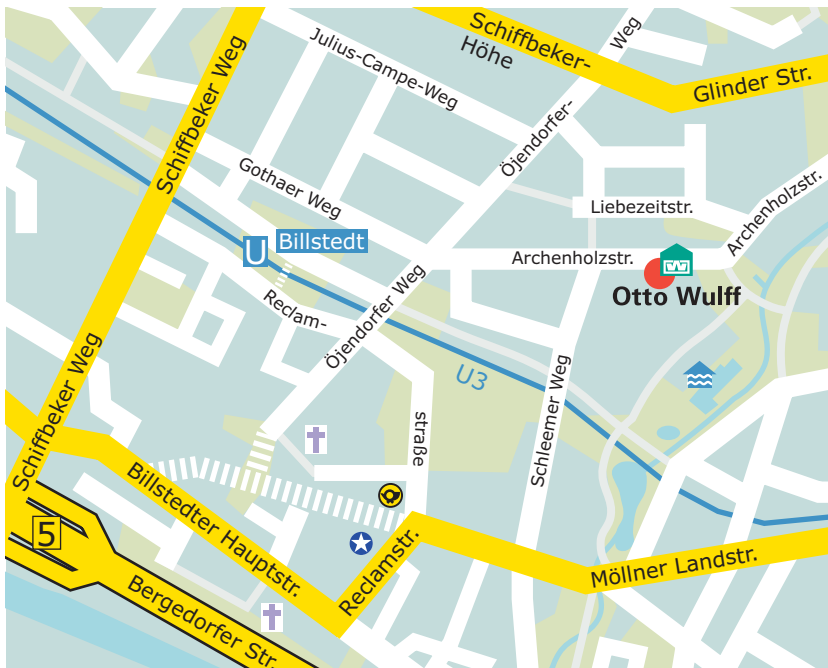 Schiffbeker-
Höhe
Weg
Glinder Str.
Julius-Campe-Weg
Schiffbeker Weg
Öjendorfer-
Gothaer Weg
Liebezeitstr.
Archenholzstr.
Archenholzstr.
U Billstedt
Otto Wulff
Reclam-
Öjendorfer Weg
U3
Schiffbeker Weg
straße
Schleemer Weg
Billstedter Hauptstr.
5
Reclamstr.
Möllner Landstr.
Bergedorfer Str.